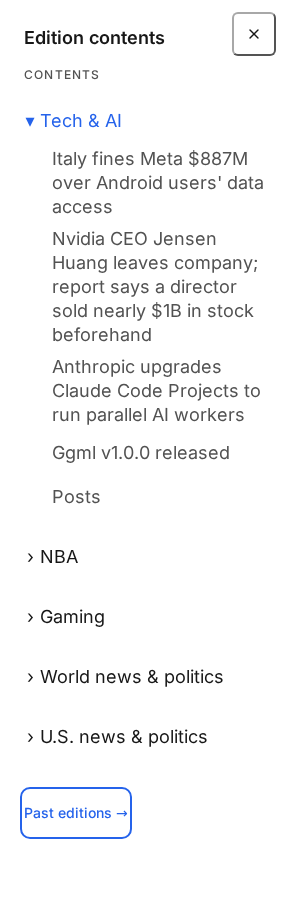 Edition contents
×
CONTENTS
▾ Tech & AI
Italy fines Meta $887M
over Android users' data
access
Nvidia CEO Jensen
Huang leaves company;
report says a director
sold nearly $1B in stock
beforehand
Anthropic upgrades
Claude Code Projects to
run parallel AI workers
Ggml v1.0.0 released
Posts
› NBA
› Gaming
› World news & politics
› U.S. news & politics
Past editions →